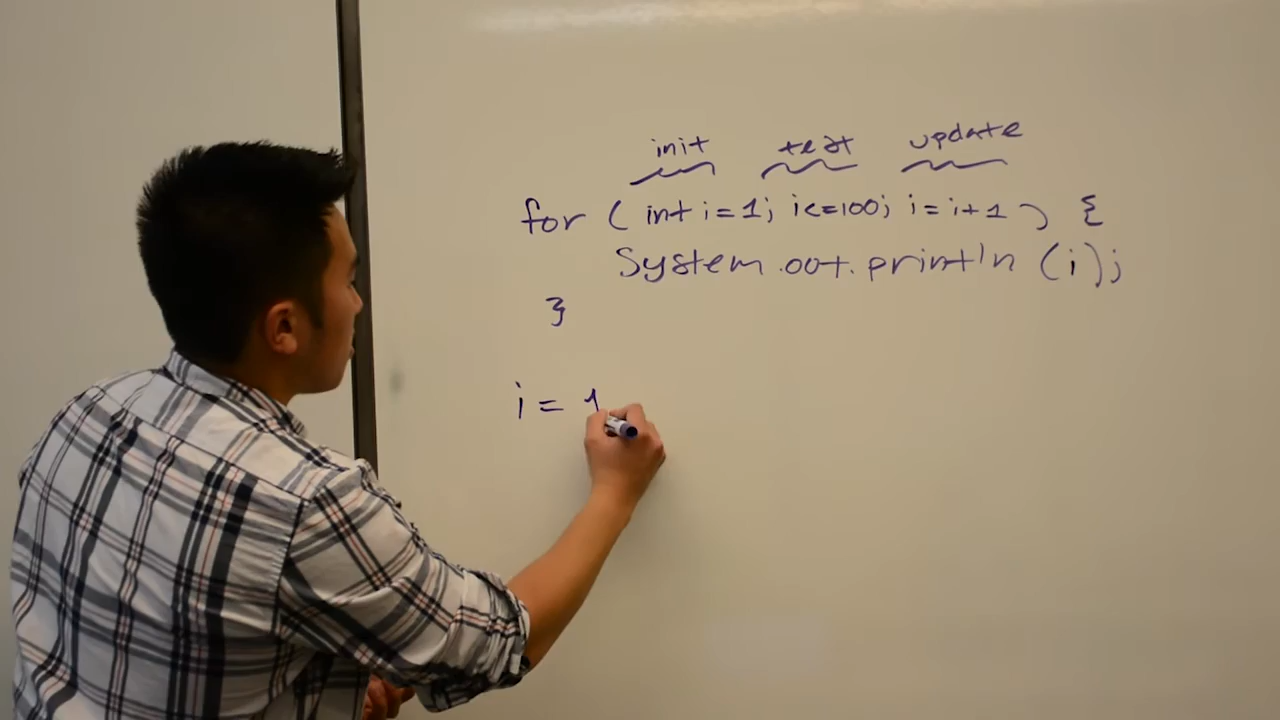 init test update
for ( int i = 1; i <= 100; i = i + 1 ) {
System.out.println (i);
}
i = 1